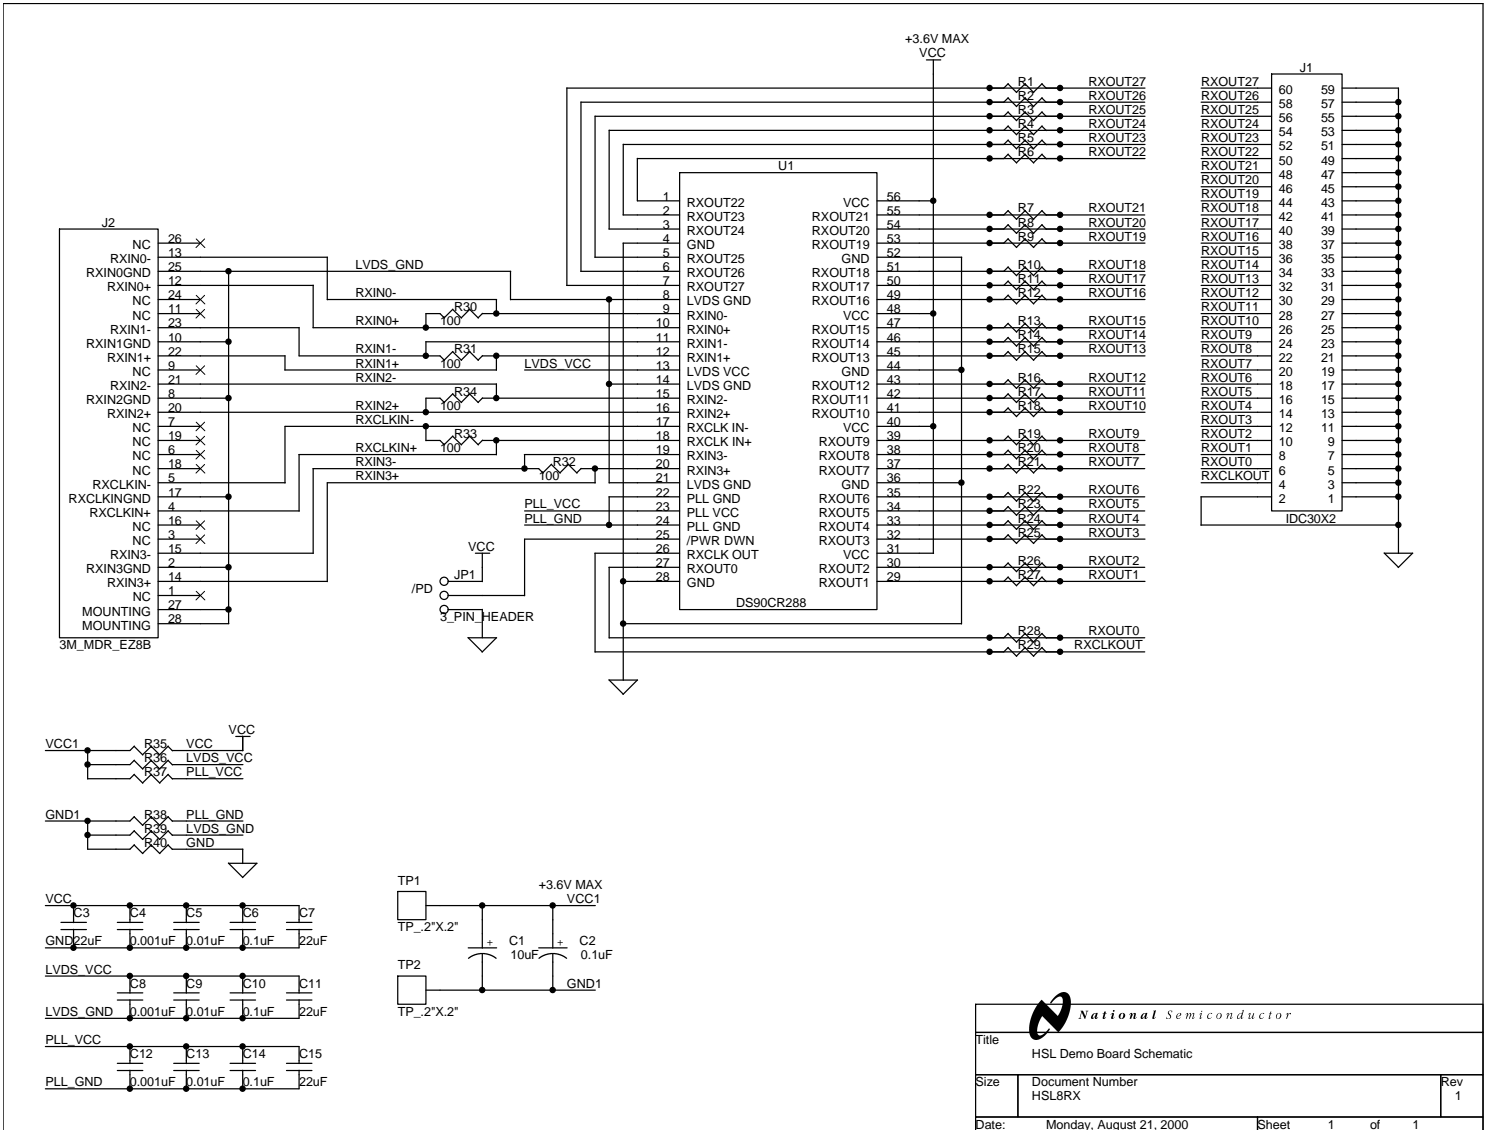 +3.6V MAX
VCC
R1 RXOUT27
R2 RXOUT26
R3 RXOUT25
R4 RXOUT24
R5 RXOUT23
R6 RXOUT22
U1
1 RXOUT22 VCC 56
2 RXOUT23 RXOUT21 55 R7 RXOUT21
3 RXOUT24 RXOUT20 54 R8 RXOUT20
4 GND RXOUT19 53 R9 RXOUT19
5 RXOUT25 GND 52
6 RXOUT26 RXOUT18 51 R10 RXOUT18
7 RXOUT27 RXOUT17 50 R11 RXOUT17
8 LVDS GND RXOUT16 49 R12 RXOUT16
9 RXIN0- VCC 48
10 RXIN0+ RXOUT15 47 R13 RXOUT15
11 RXIN1- RXOUT14 46 R14 RXOUT14
12 RXIN1+ RXOUT13 45 R15 RXOUT13
13 LVDS VCC GND 44
14 LVDS GND RXOUT12 43 R16 RXOUT12
15 RXIN2- RXOUT11 42 R17 RXOUT11
16 RXIN2+ RXOUT10 41 R18 RXOUT10
17 RXCLK IN- VCC 40
18 RXCLK IN+ RXOUT9 39 R19 RXOUT9
19 RXIN3- RXOUT8 38 R20 RXOUT8
20 RXIN3+ RXOUT7 37 R21 RXOUT7
21 LVDS GND GND 36
22 PLL GND RXOUT6 35 R22 RXOUT6
23 PLL VCC RXOUT5 34 R23 RXOUT5
24 PLL GND RXOUT4 33 R24 RXOUT4
25 /PWR DWN RXOUT3 32 R25 RXOUT3
26 RXCLK OUT VCC 31
27 RXOUT0 RXOUT2 30 R26 RXOUT2
28 GND RXOUT1 29 R27 RXOUT1
DS90CR288
R28 RXOUT0
R29 RXCLKOUT
J1
RXOUT27 60 59
RXOUT26 58 57
RXOUT25 56 55
RXOUT24 54 53
RXOUT23 52 51
RXOUT22 50 49
RXOUT21 48 47
RXOUT20 46 45
RXOUT19 44 43
RXOUT18 42 41
RXOUT17 40 39
RXOUT16 38 37
RXOUT15 36 35
RXOUT14 34 33
RXOUT13 32 31
RXOUT12 30 29
RXOUT11 28 27
RXOUT10 26 25
RXOUT9 24 23
RXOUT8 22 21
RXOUT7 20 19
RXOUT6 18 17
RXOUT5 16 15
RXOUT4 14 13
RXOUT3 12 11
RXOUT2 10 9
RXOUT1 8 7
RXOUT0 6 5
RXCLKOUT 4 3
2 1
IDC30X2
J2
NC 26
RXIN0- 13
RXIN0GND 25
RXIN0+ 12
NC 24
NC 11
RXIN1- 23
RXIN1GND 10
RXIN1+ 22
NC 9
RXIN2- 21
RXIN2GND 8
RXIN2+ 20
NC 7
NC 19
NC 6
NC 18
RXCLKIN- 5
RXCLKINGND 17
RXCLKIN+ 4
NC 16
NC 3
RXIN3- 15
RXIN3GND 2
RXIN3+ 14
NC 1
MOUNTING 27
MOUNTING 28
3M_MDR_EZ8B
LVDS_GND
RXIN0-
R30
100
RXIN0+
RXIN1-
R31
100
RXIN1+
LVDS_VCC
RXIN2-
R34
100
RXIN2+
RXCLKIN-
R33
100
RXCLKIN+
RXIN3-
R32
100
RXIN3+
PLL_VCC
PLL_GND
VCC
JP1
/PD
3_PIN_HEADER
VCC
VCC1 R35 VCC
R36 LVDS_VCC
R37 PLL_VCC
GND1 R38 PLL_GND
R39 LVDS_GND
R40 GND
VCC
C3 C4 C5 C6 C7
GND 22uF 0.001uF 0.01uF 0.1uF 22uF
LVDS_VCC
C8 C9 C10 C11
LVDS_GND 0.001uF 0.01uF 0.1uF 22uF
PLL_VCC
C12 C13 C14 C15
PLL_GND 0.001uF 0.01uF 0.1uF 22uF
TP1
TP_.2"X.2"
+3.6V MAX
VCC1
+ C1
10uF
+ C2
0.1uF
TP2
TP_.2"X.2"
GND1
National Semiconductor
Title
HSL Demo Board Schematic
Size Document Number Rev
HSL8RX 1
Date: Monday, August 21, 2000 Sheet 1 of 1